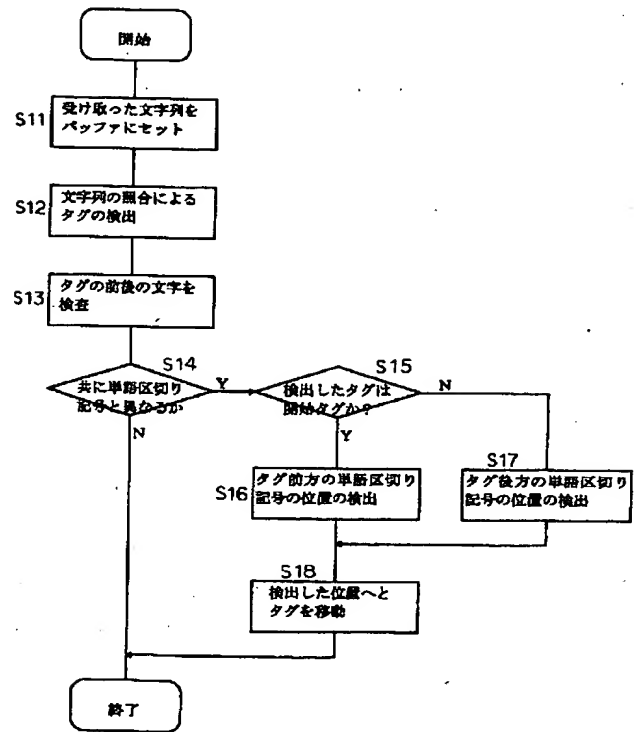 開始
S11
受け取った文字列を
バッファにセット
S12
文字列の照合による
タグの検出
S13
タグの前後の文字を
検査
S14
共に単語区切り
記号と異なるか
Y
N
S15
検出したタグは
開始タグか？
N
Y
S16
タグ前方の単語区切り
記号の位置の検出
S17
タグ後方の単語区切り
記号の位置の検出
S18
検出した位置へと
タグを移動
終了